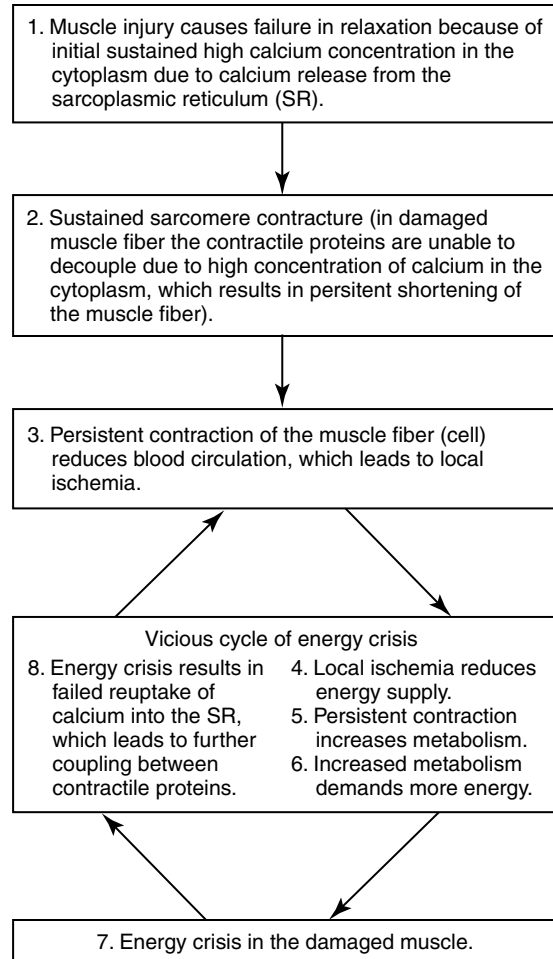 1. Muscle injury causes failure in relaxation because of
initial sustained high calcium concentration in the
cytoplasm due to calcium release from the
sarcoplasmic reticulum (SR).
2. Sustained sarcomere contracture (in damaged
muscle fiber the contractile proteins are unable to
decouple due to high concentration of calcium in the
cytoplasm, which results in persitent shortening of
the muscle fiber).
3. Persistent contraction of the muscle fiber (cell)
reduces blood circulation, which leads to local
ischemia.
Vicious cycle of energy crisis
8. Energy crisis results in
failed reuptake of
calcium into the SR,
which leads to further
coupling between
contractile proteins.
4. Local ischemia reduces
energy supply.
5. Persistent contraction
increases metabolism.
6. Increased metabolism
demands more energy.
7. Energy crisis in the damaged muscle.